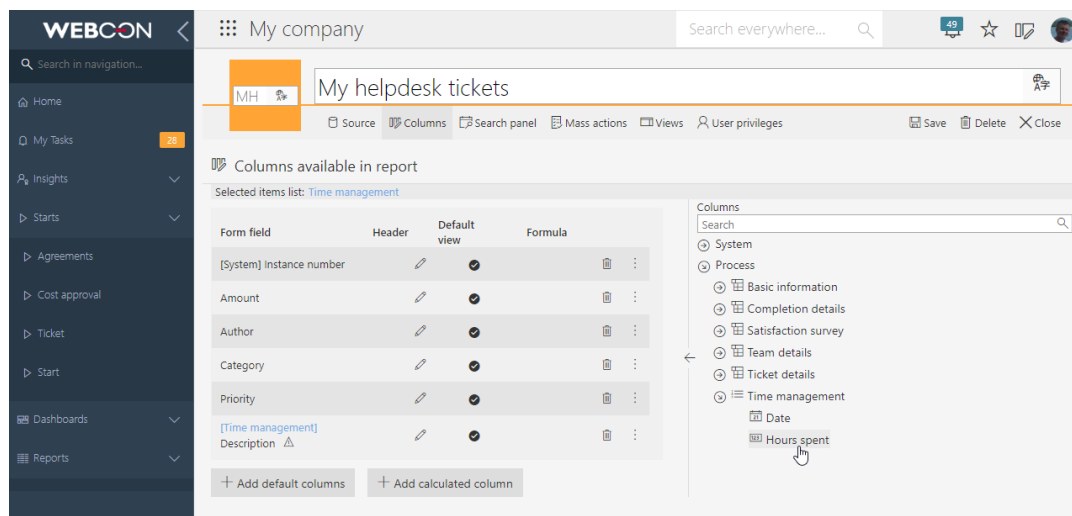 WEBCON
My company
Search everywhere...
49
Search in navigation...
Home
My Tasks
28
Insights
Starts
Agreements
Cost approval
Ticket
Start
Dashboards
Reports
MH
My helpdesk tickets
Source
Columns
Search panel
Mass actions
Views
User privileges
Save
Delete
Close
Columns available in report
Selected items list: Time management
Form field
Header
Default
view
Formula
[System] Instance number
Amount
Author
Category
Priority
[Time management]
Description
Add default columns
Add calculated column
Columns
Search
System
Process
Basic information
Completion details
Satisfaction survey
Team details
Ticket details
Time management
Date
Hours spent